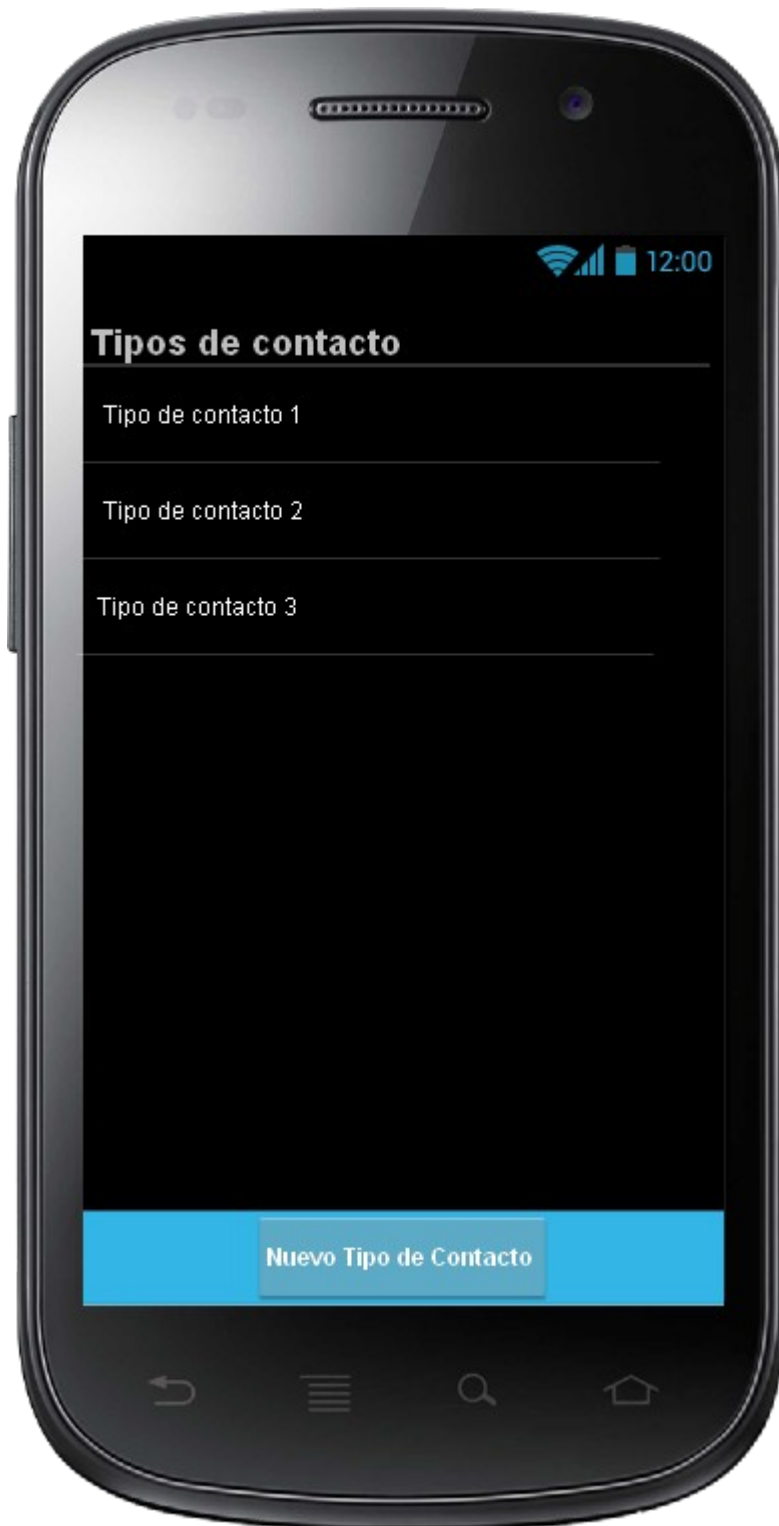 12:00
Tipos de contacto
Tipo de contacto 1
Tipo de contacto 2
Tipo de contacto 3
Nuevo Tipo de Contacto